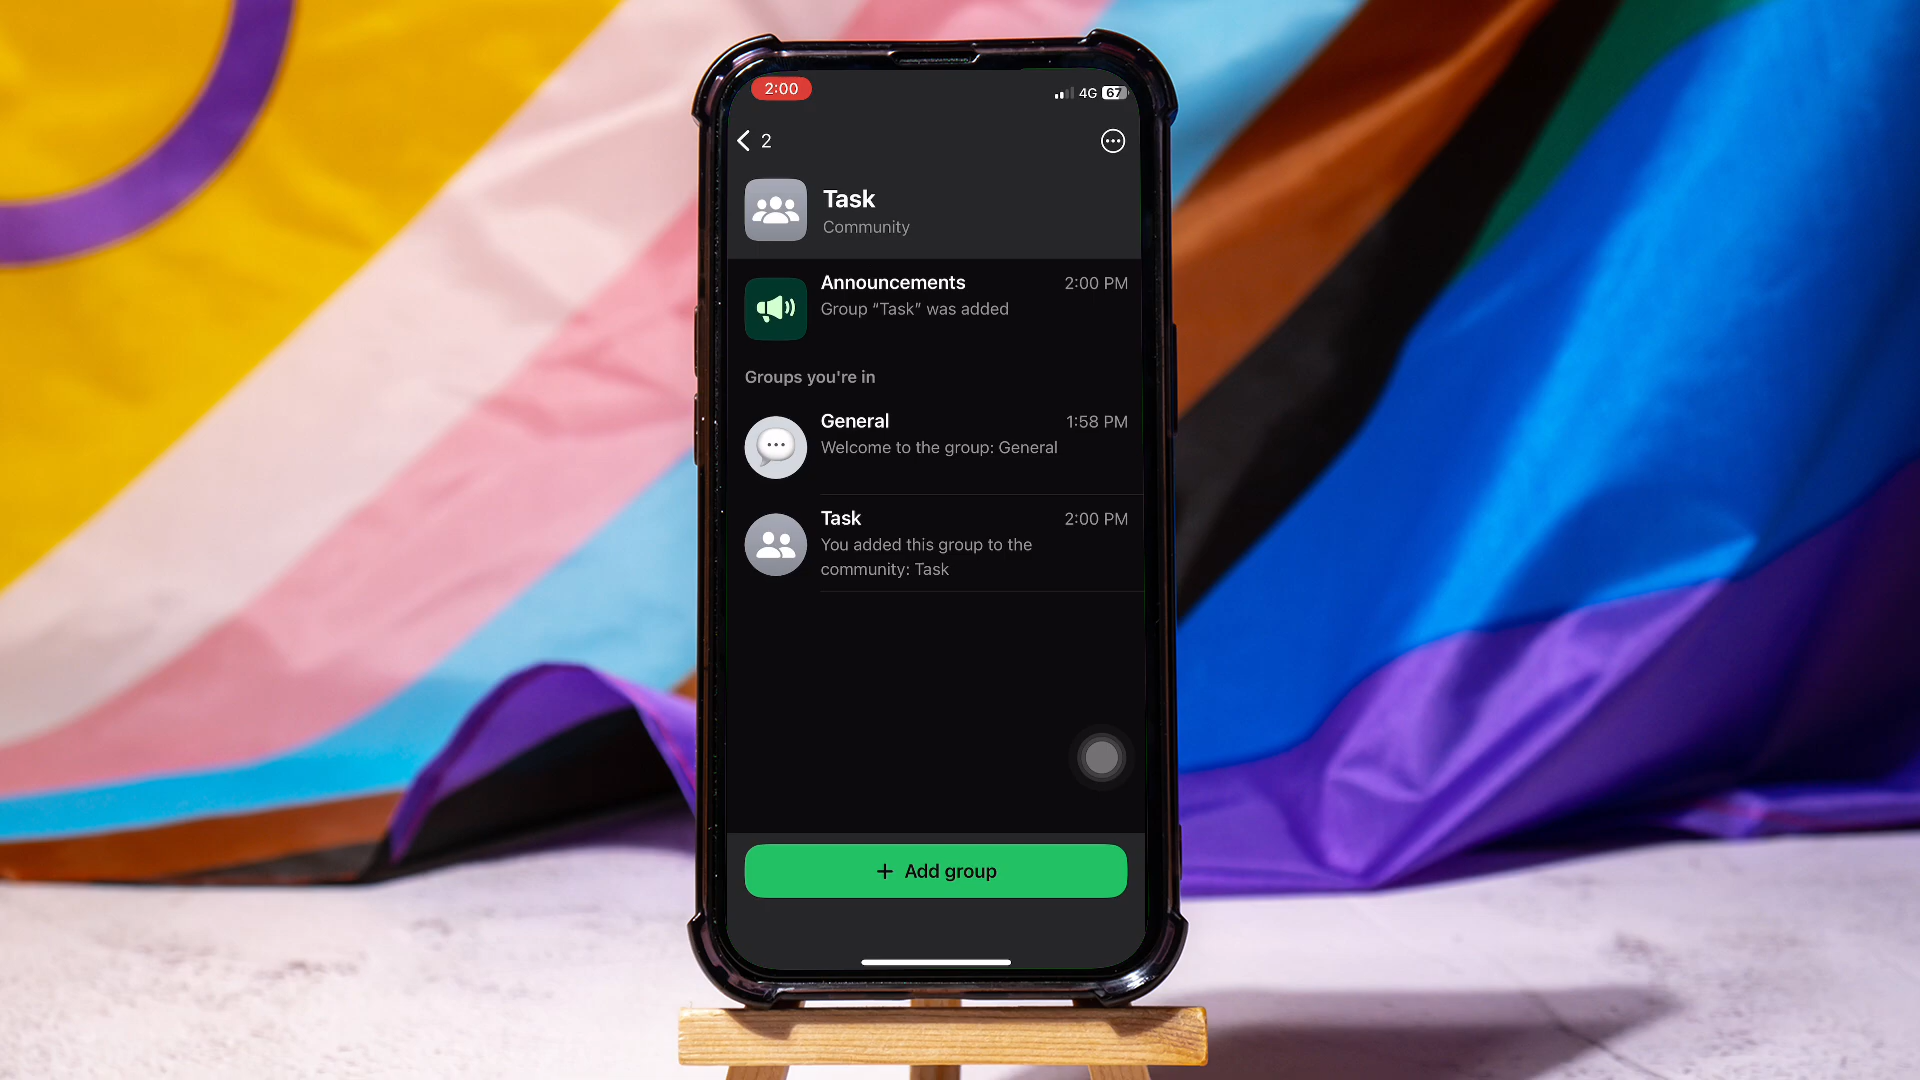 2:00
4G 67
2
Task
Community
Announcements 2:00 PM
Group “Task” was added
Groups you're in
General 1:58 PM
Welcome to the group: General
Task 2:00 PM
You added this group to the
community: Task
+ Add group